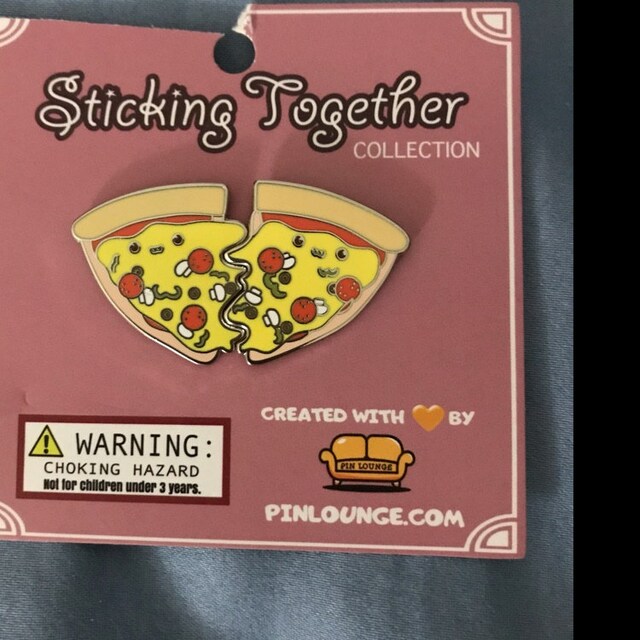 Sticking Together
COLLECTION
CREATED WITH 🧡 BY
WARNING:
CHOKING HAZARD
Not for children under 3 years.
PIN LOUNGE
PINLOUNGE.COM